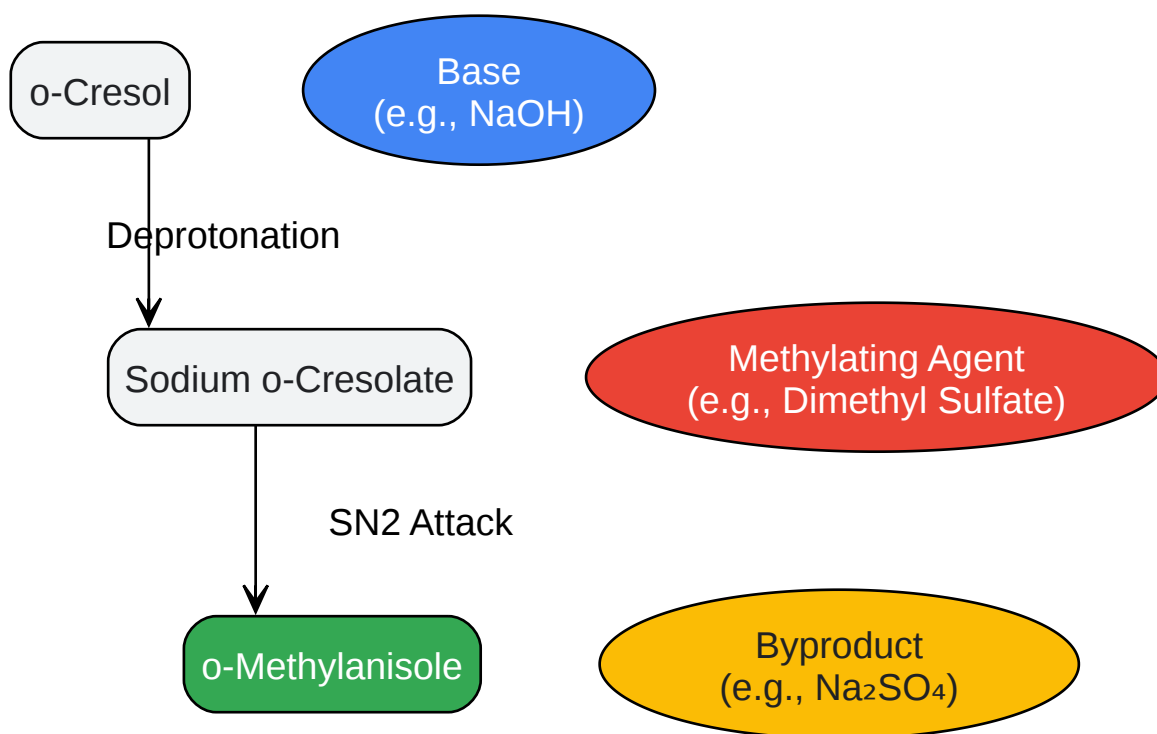 o-Cresol
Base
(e.g., NaOH)
Deprotonation
Sodium o-Cresolate
Methylating Agent
(e.g., Dimethyl Sulfate)
SN2 Attack
o-Methylanisole
Byproduct
(e.g., Na₂SO₄)